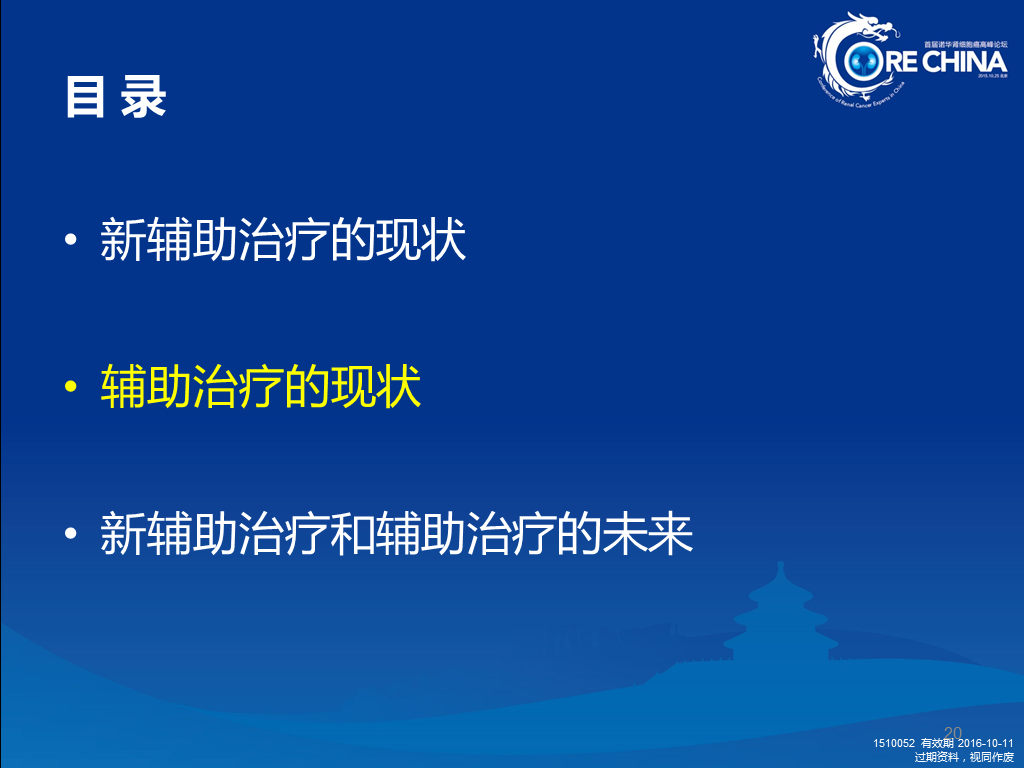 首届诺华肾细胞癌高峰论坛
CORE CHINA
2015.10.25 北京
Conference of Renal Cancer Experts in China
目 录
• 新辅助治疗的现状
• 辅助治疗的现状
• 新辅助治疗和辅助治疗的未来
20
1510052 有效期 2016-10-11
过期资料，视同作废